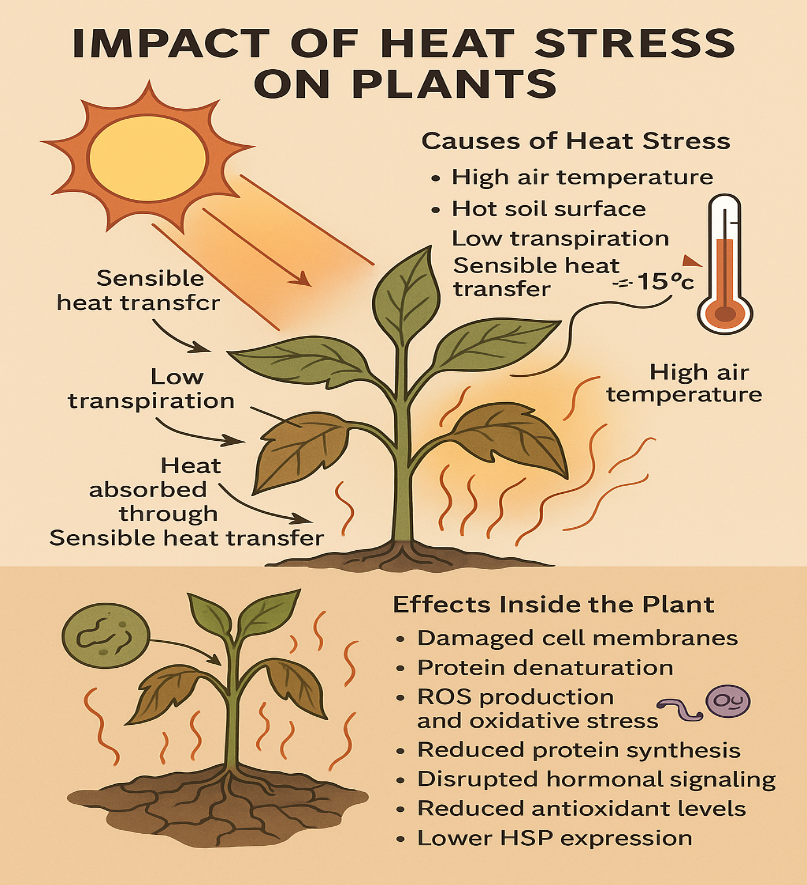 IMPACT OF HEAT STRESS
ON PLANTS
Causes of Heat Stress
• High air temperature
• Hot soil surface
Low transpiration
Sensible heat
transfer
≈ 15°c
Sensible
heat transfcr
Low
transpiration
Heat
absorbed
through
Sensible heat transfer
High air
temperature
Effects Inside the Plant
• Damaged cell membranes
• Protein denaturation
• ROS production
and oxidative stress
• Reduced protein synthesis
• Disrupted hormonal signaling
• Reduced antioxidant levels
• Lower HSP expression